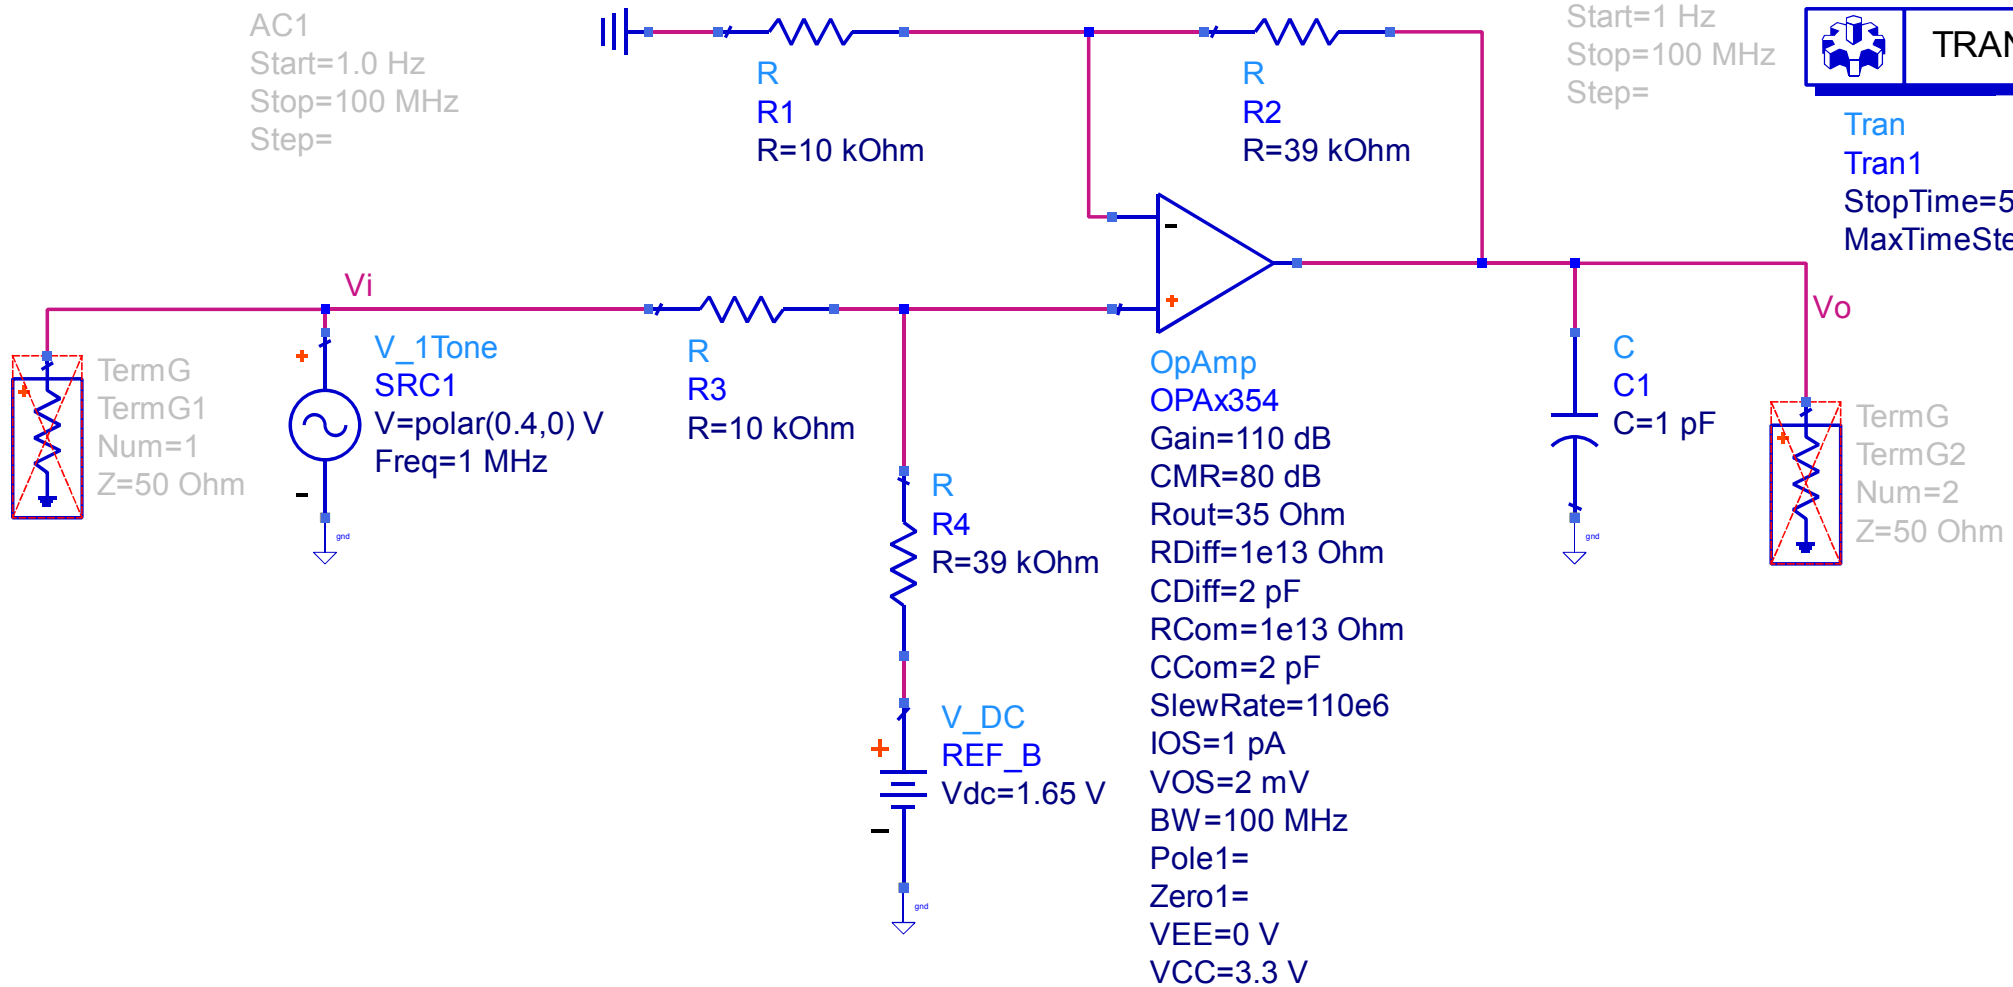 AC1
Start=1.0 Hz
Stop=100 MHz
Step=
R
R1
R=10 kOhm
R
R2
R=39 kOhm
Start=1 Hz
Stop=100 MHz
Step=
TRAN
Tran
Tran1
StopTime=5
MaxTimeSte
Vi
TermG
TermG1
Num=1
Z=50 Ohm
V_1Tone
SRC1
V=polar(0.4,0) V
Freq=1 MHz
gnd
R
R3
R=10 kOhm
R
R4
R=39 kOhm
V_DC
REF_B
Vdc=1.65 V
gnd
OpAmp
OPAx354
Gain=110 dB
CMR=80 dB
Rout=35 Ohm
RDiff=1e13 Ohm
CDiff=2 pF
RCom=1e13 Ohm
CCom=2 pF
SlewRate=110e6
IOS=1 pA
VOS=2 mV
BW=100 MHz
Pole1=
Zero1=
VEE=0 V
VCC=3.3 V
C
C1
C=1 pF
gnd
Vo
TermG
TermG2
Num=2
Z=50 Ohm